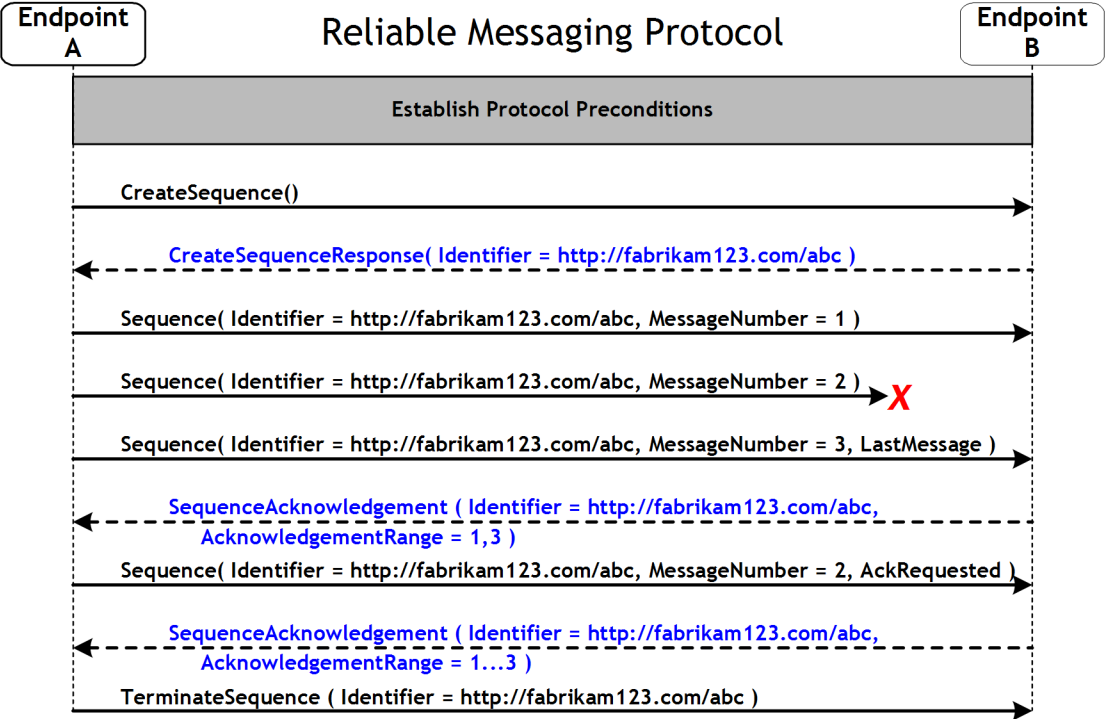 Endpoint
A
Reliable Messaging Protocol
Endpoint
B
Establish Protocol Preconditions
CreateSequence()
CreateSequenceResponse( Identifier = http://fabrikam123.com/abc )
Sequence( Identifier = http://fabrikam123.com/abc, MessageNumber = 1 )
Sequence( Identifier = http://fabrikam123.com/abc, MessageNumber = 2 )
X
Sequence( Identifier = http://fabrikam123.com/abc, MessageNumber = 3, LastMessage )
SequenceAcknowledgement ( Identifier = http://fabrikam123.com/abc,
AcknowledgementRange = 1,3 )
Sequence( Identifier = http://fabrikam123.com/abc, MessageNumber = 2, AckRequested )
SequenceAcknowledgement ( Identifier = http://fabrikam123.com/abc,
AcknowledgementRange = 1...3 )
TerminateSequence ( Identifier = http://fabrikam123.com/abc )